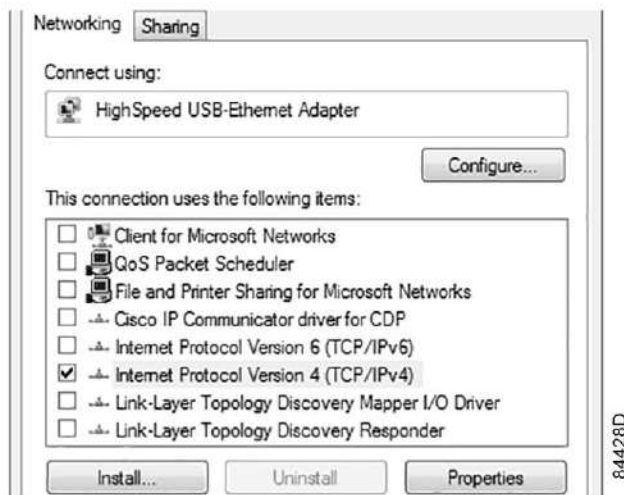 Networking Sharing
Connect using:
HighSpeed USB-Ethernet Adapter
Configure...
This connection uses the following items:
Client for Microsoft Networks
QoS Packet Scheduler
File and Printer Sharing for Microsoft Networks
Cisco IP Communicator driver for CDP
Internet Protocol Version 6 (TCP/IPv6)
Internet Protocol Version 4 (TCP/IPv4)
Link-Layer Topology Discovery Mapper I/O Driver
Link-Layer Topology Discovery Responder
Install... Uninstall Properties
84428D